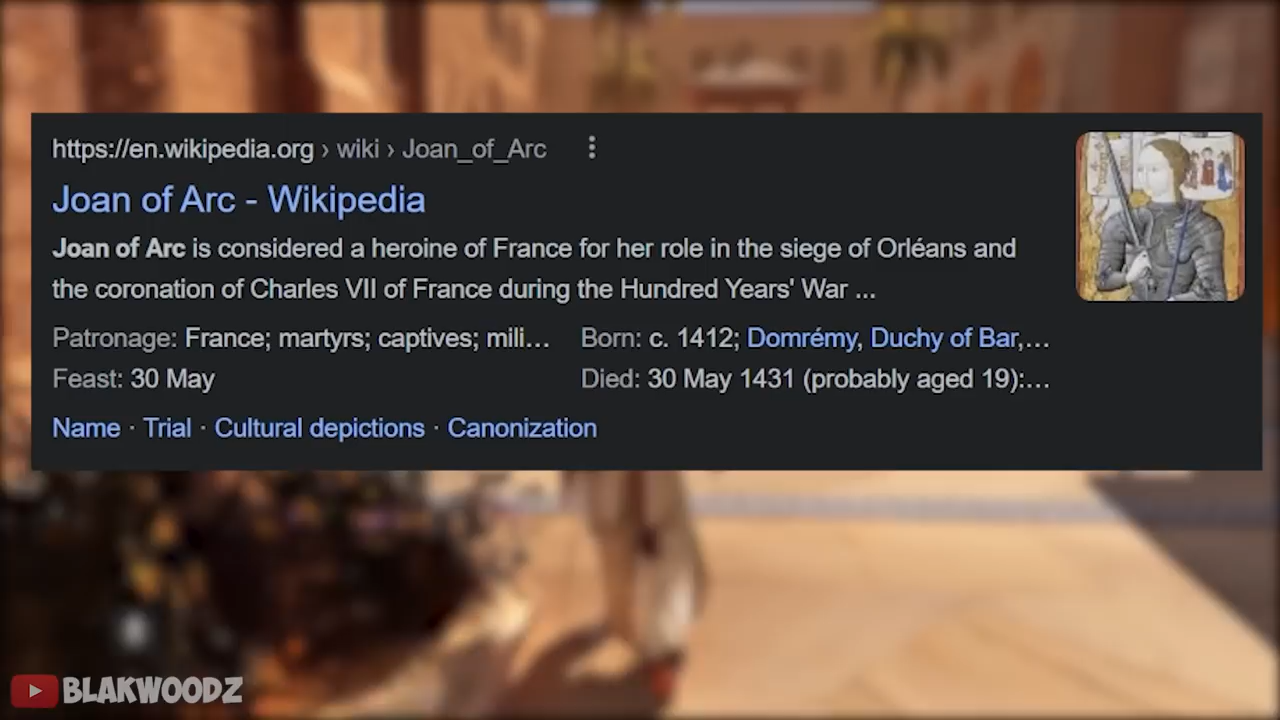 https://en.wikipedia.org › wiki › Joan_of_Arc
Joan of Arc - Wikipedia
Joan of Arc is considered a heroine of France for her role in the siege of Orléans and
the coronation of Charles VII of France during the Hundred Years' War ...
Patronage: France; martyrs; captives; mili... Born: c. 1412; Domrémy, Duchy of Bar,...
Feast: 30 May Died: 30 May 1431 (probably aged 19):...
Name · Trial · Cultural depictions · Canonization
BLAKWOODZ